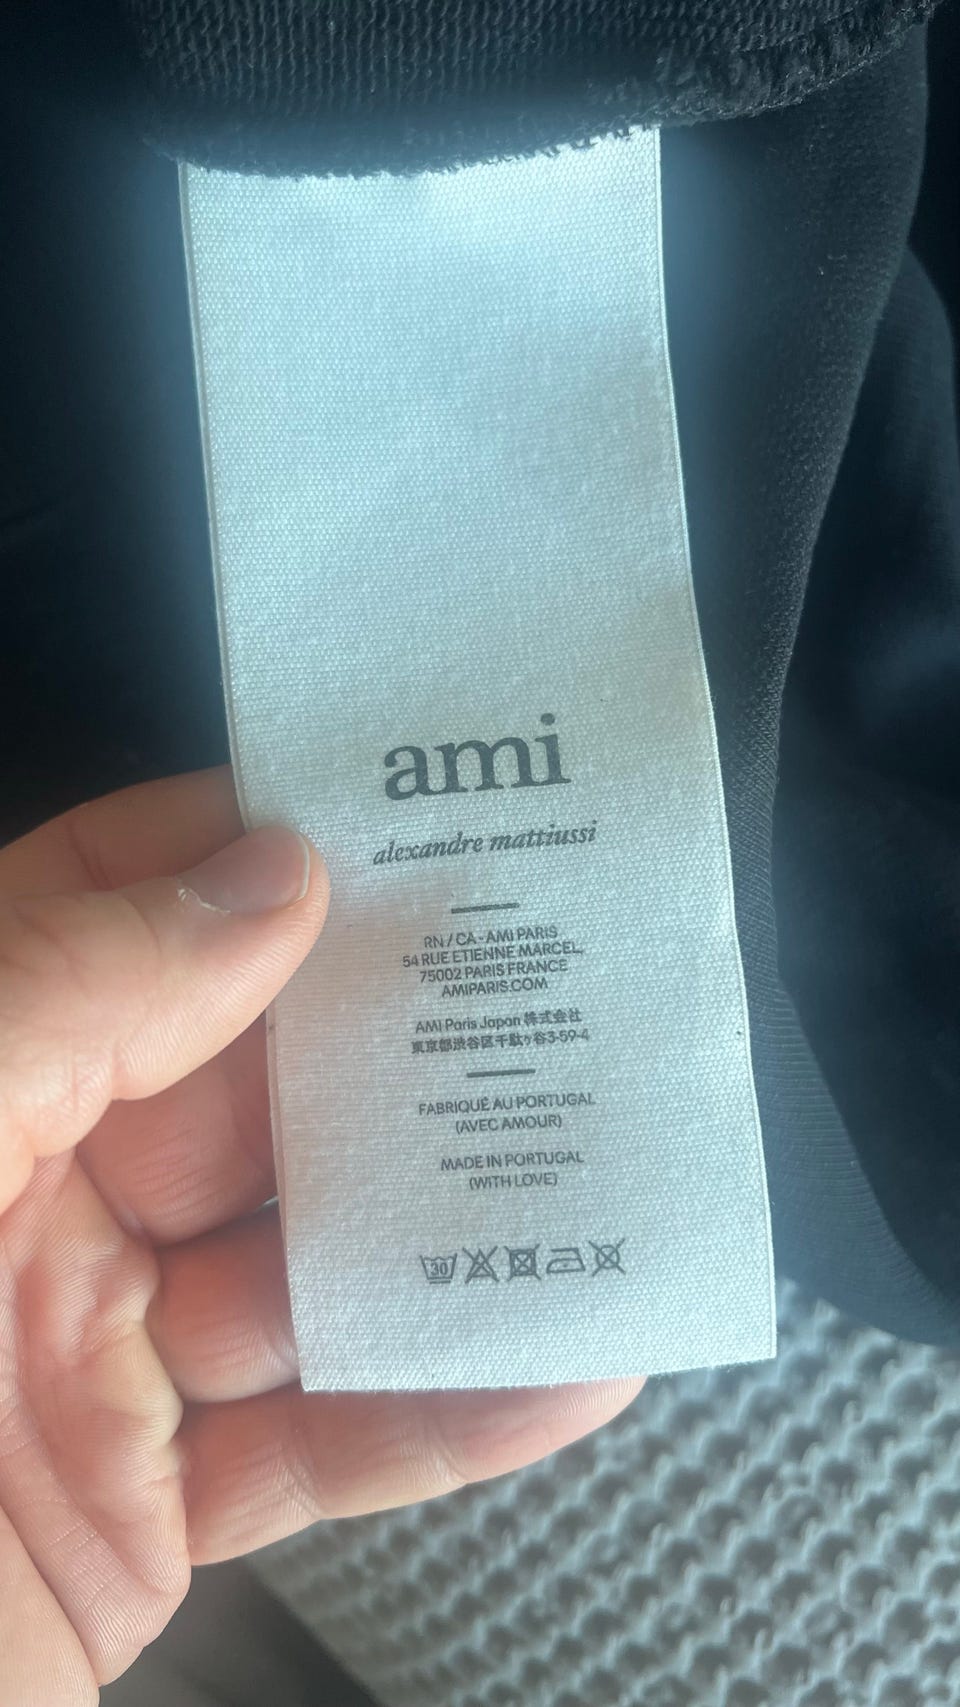 ami
alexandre mattiussi
RN / CA - AMI PARIS
54 RUE ETIENNE MARCEL,
75002 PARIS FRANCE
AMIPARIS.COM
AMI Paris Japan 株式会社
東京都渋谷区千駄ヶ谷3-59-4
FABRIQUÉ AU PORTUGAL
(AVEC AMOUR)
MADE IN PORTUGAL
(WITH LOVE)
30